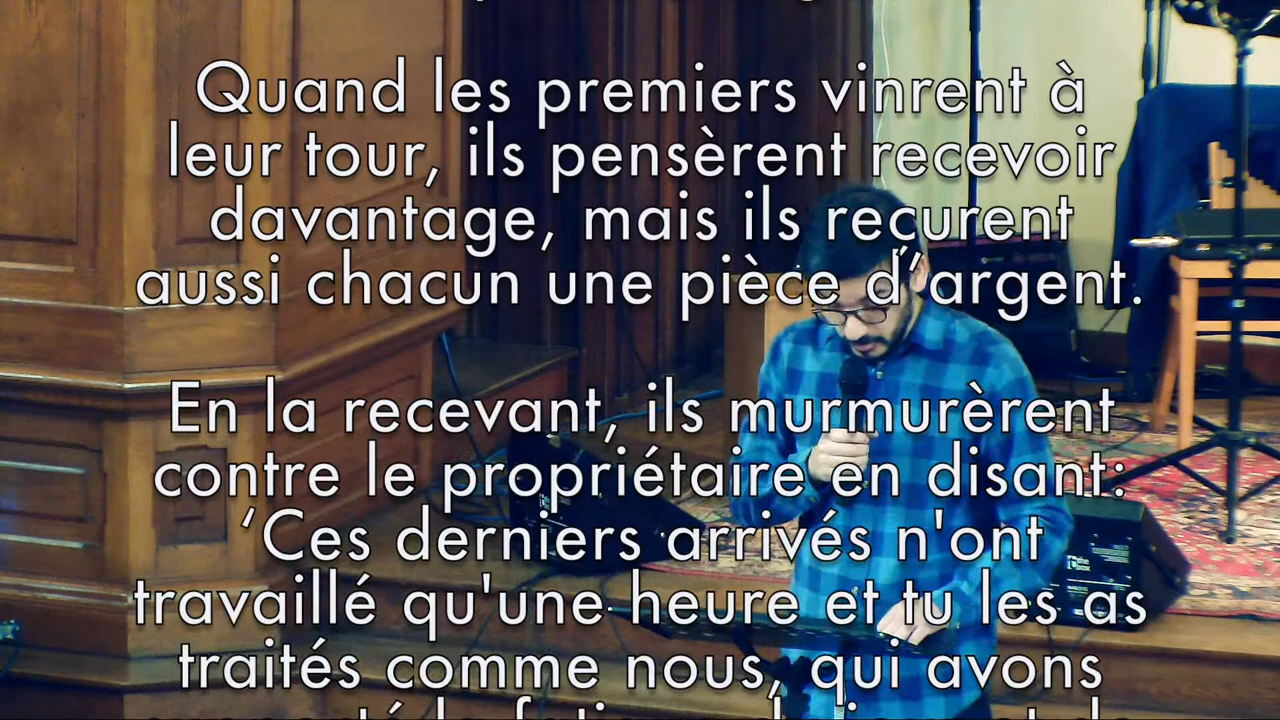 Quand les premiers vinrent à
leur tour, ils pensèrent recevoir
davantage, mais ils reçurent
aussi chacun une pièce d’argent.
En la recevant, ils murmurèrent
contre le propriétaire en disant:
‘Ces derniers arrivés n'ont
travaillé qu'une heure et tu les as
traités comme nous, qui avons
the box